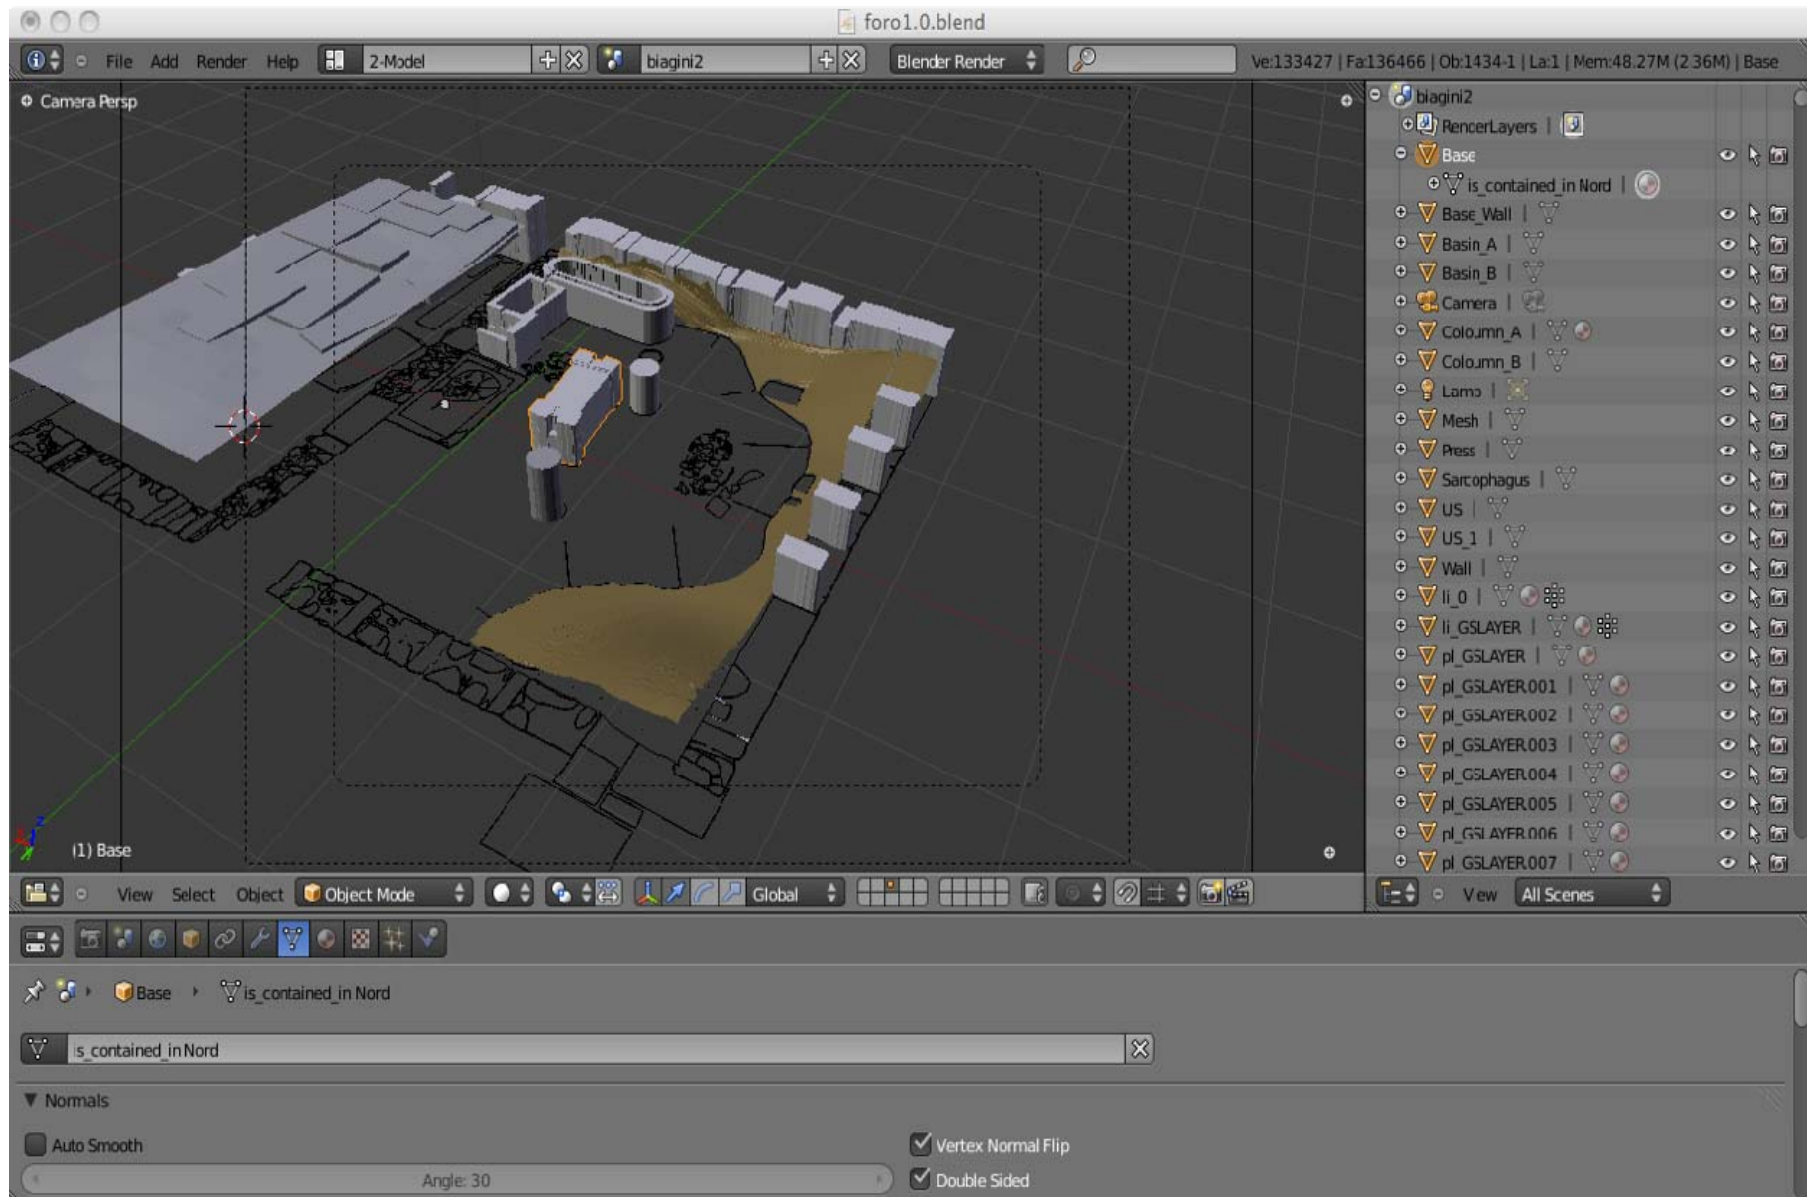 foro1.0.blend
File Add Render Help 2-Model biagini2 Blender Render Ve:133427 | Fa:136466 | Ob:1434-1 | La:1 | Mem:48.27M (2.36M) | Base
Camera Persp
(1) Base
biagini2
RenderLayers |
Base
is_contained_in Nord |
Base_Wall |
Basin_A |
Basin_B |
Camera |
Coloumn_A |
Coloumn_B |
Lamp |
Mesh |
Press |
Sarcophagus |
US |
US_1 |
Wall |
li_0 |
li_GSLAYER |
pl_GSLAYER |
pl_GSLAYER.001 |
pl_GSLAYER.002 |
pl_GSLAYER.003 |
pl_GSLAYER.004 |
pl_GSLAYER.005 |
pl_GSLAYER.006 |
pl_GSLAYER.007 |
View Select Object Object Mode Global
View All Scenes
Base is_contained_in Nord
is_contained_in Nord
Normals
Auto Smooth
Vertex Normal Flip
Angle: 30
Double Sided